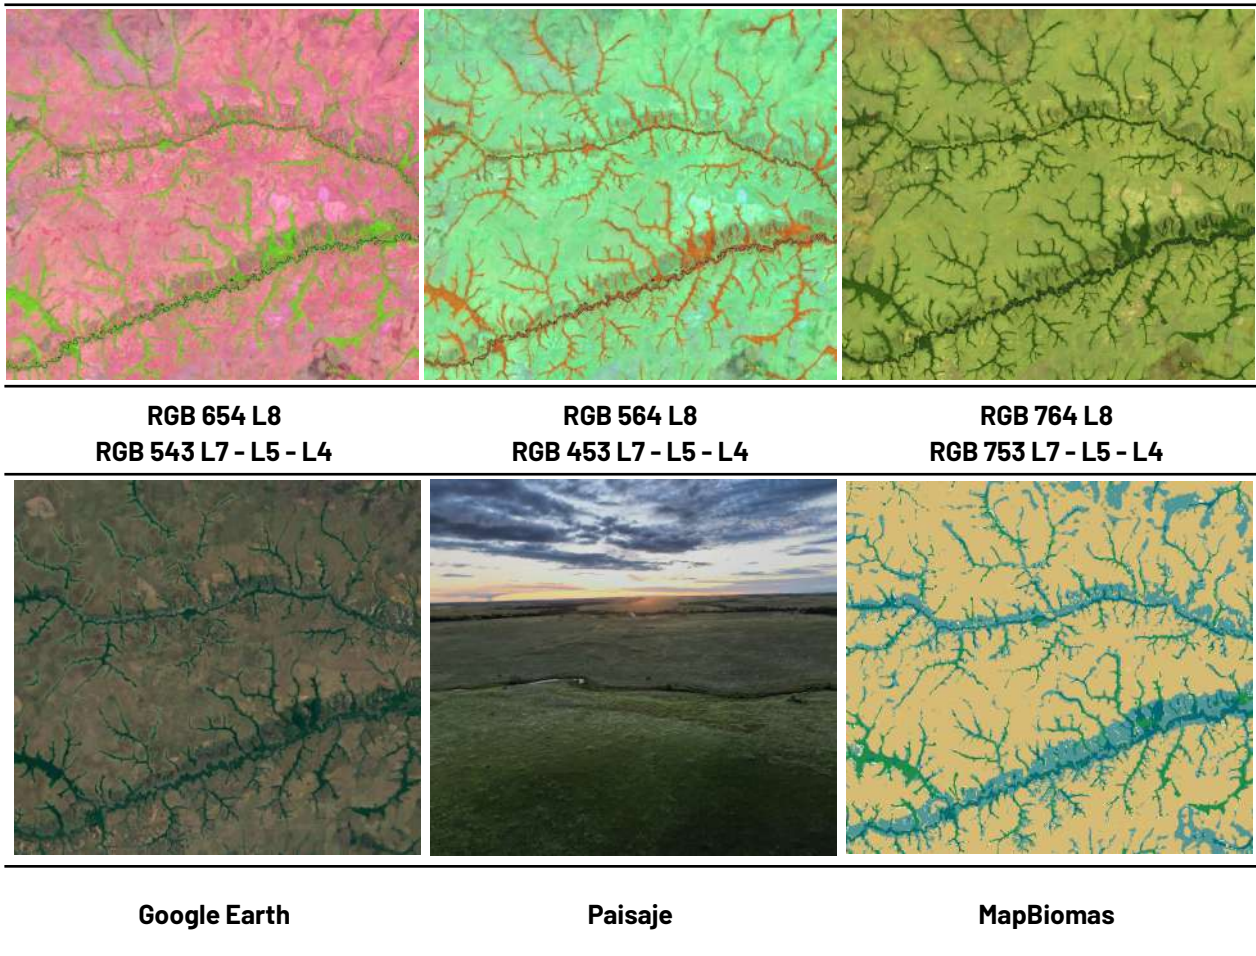 RGB 654 L8
RGB 543 L7 - L5 - L4
RGB 564 L8
RGB 453 L7 - L5 - L4
RGB 764 L8
RGB 753 L7 - L5 - L4
Google Earth
Paisaje
MapBiomas